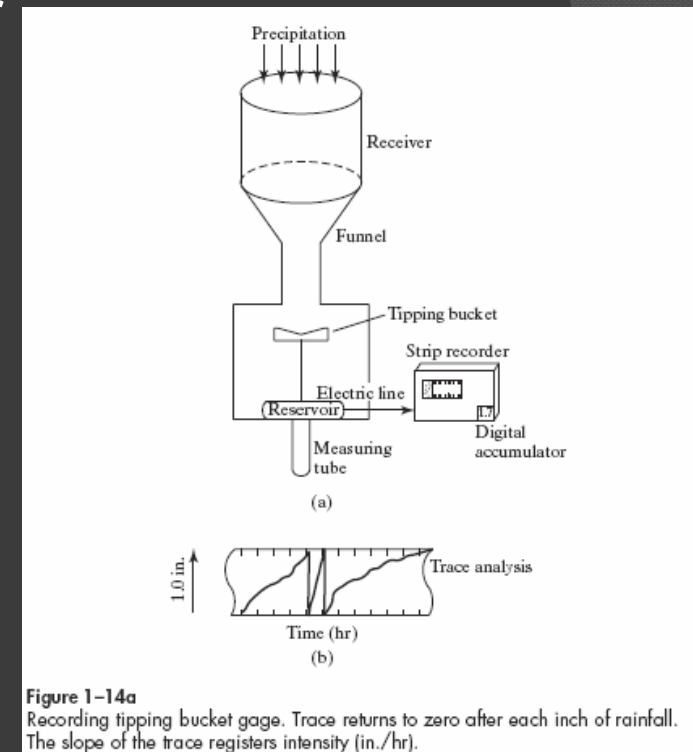 Precipitation
Receiver
Funnel
Tipping bucket
Strip recorder
Electric line
Reservoir
1.7
Digital
accumulator
Measuring
tube
(a)
1.0 in.
Trace analysis
Time (hr)
(b)
Figure 1–14a
Recording tipping bucket gage. Trace returns to zero after each inch of rainfall.
The slope of the trace registers intensity (in./hr).